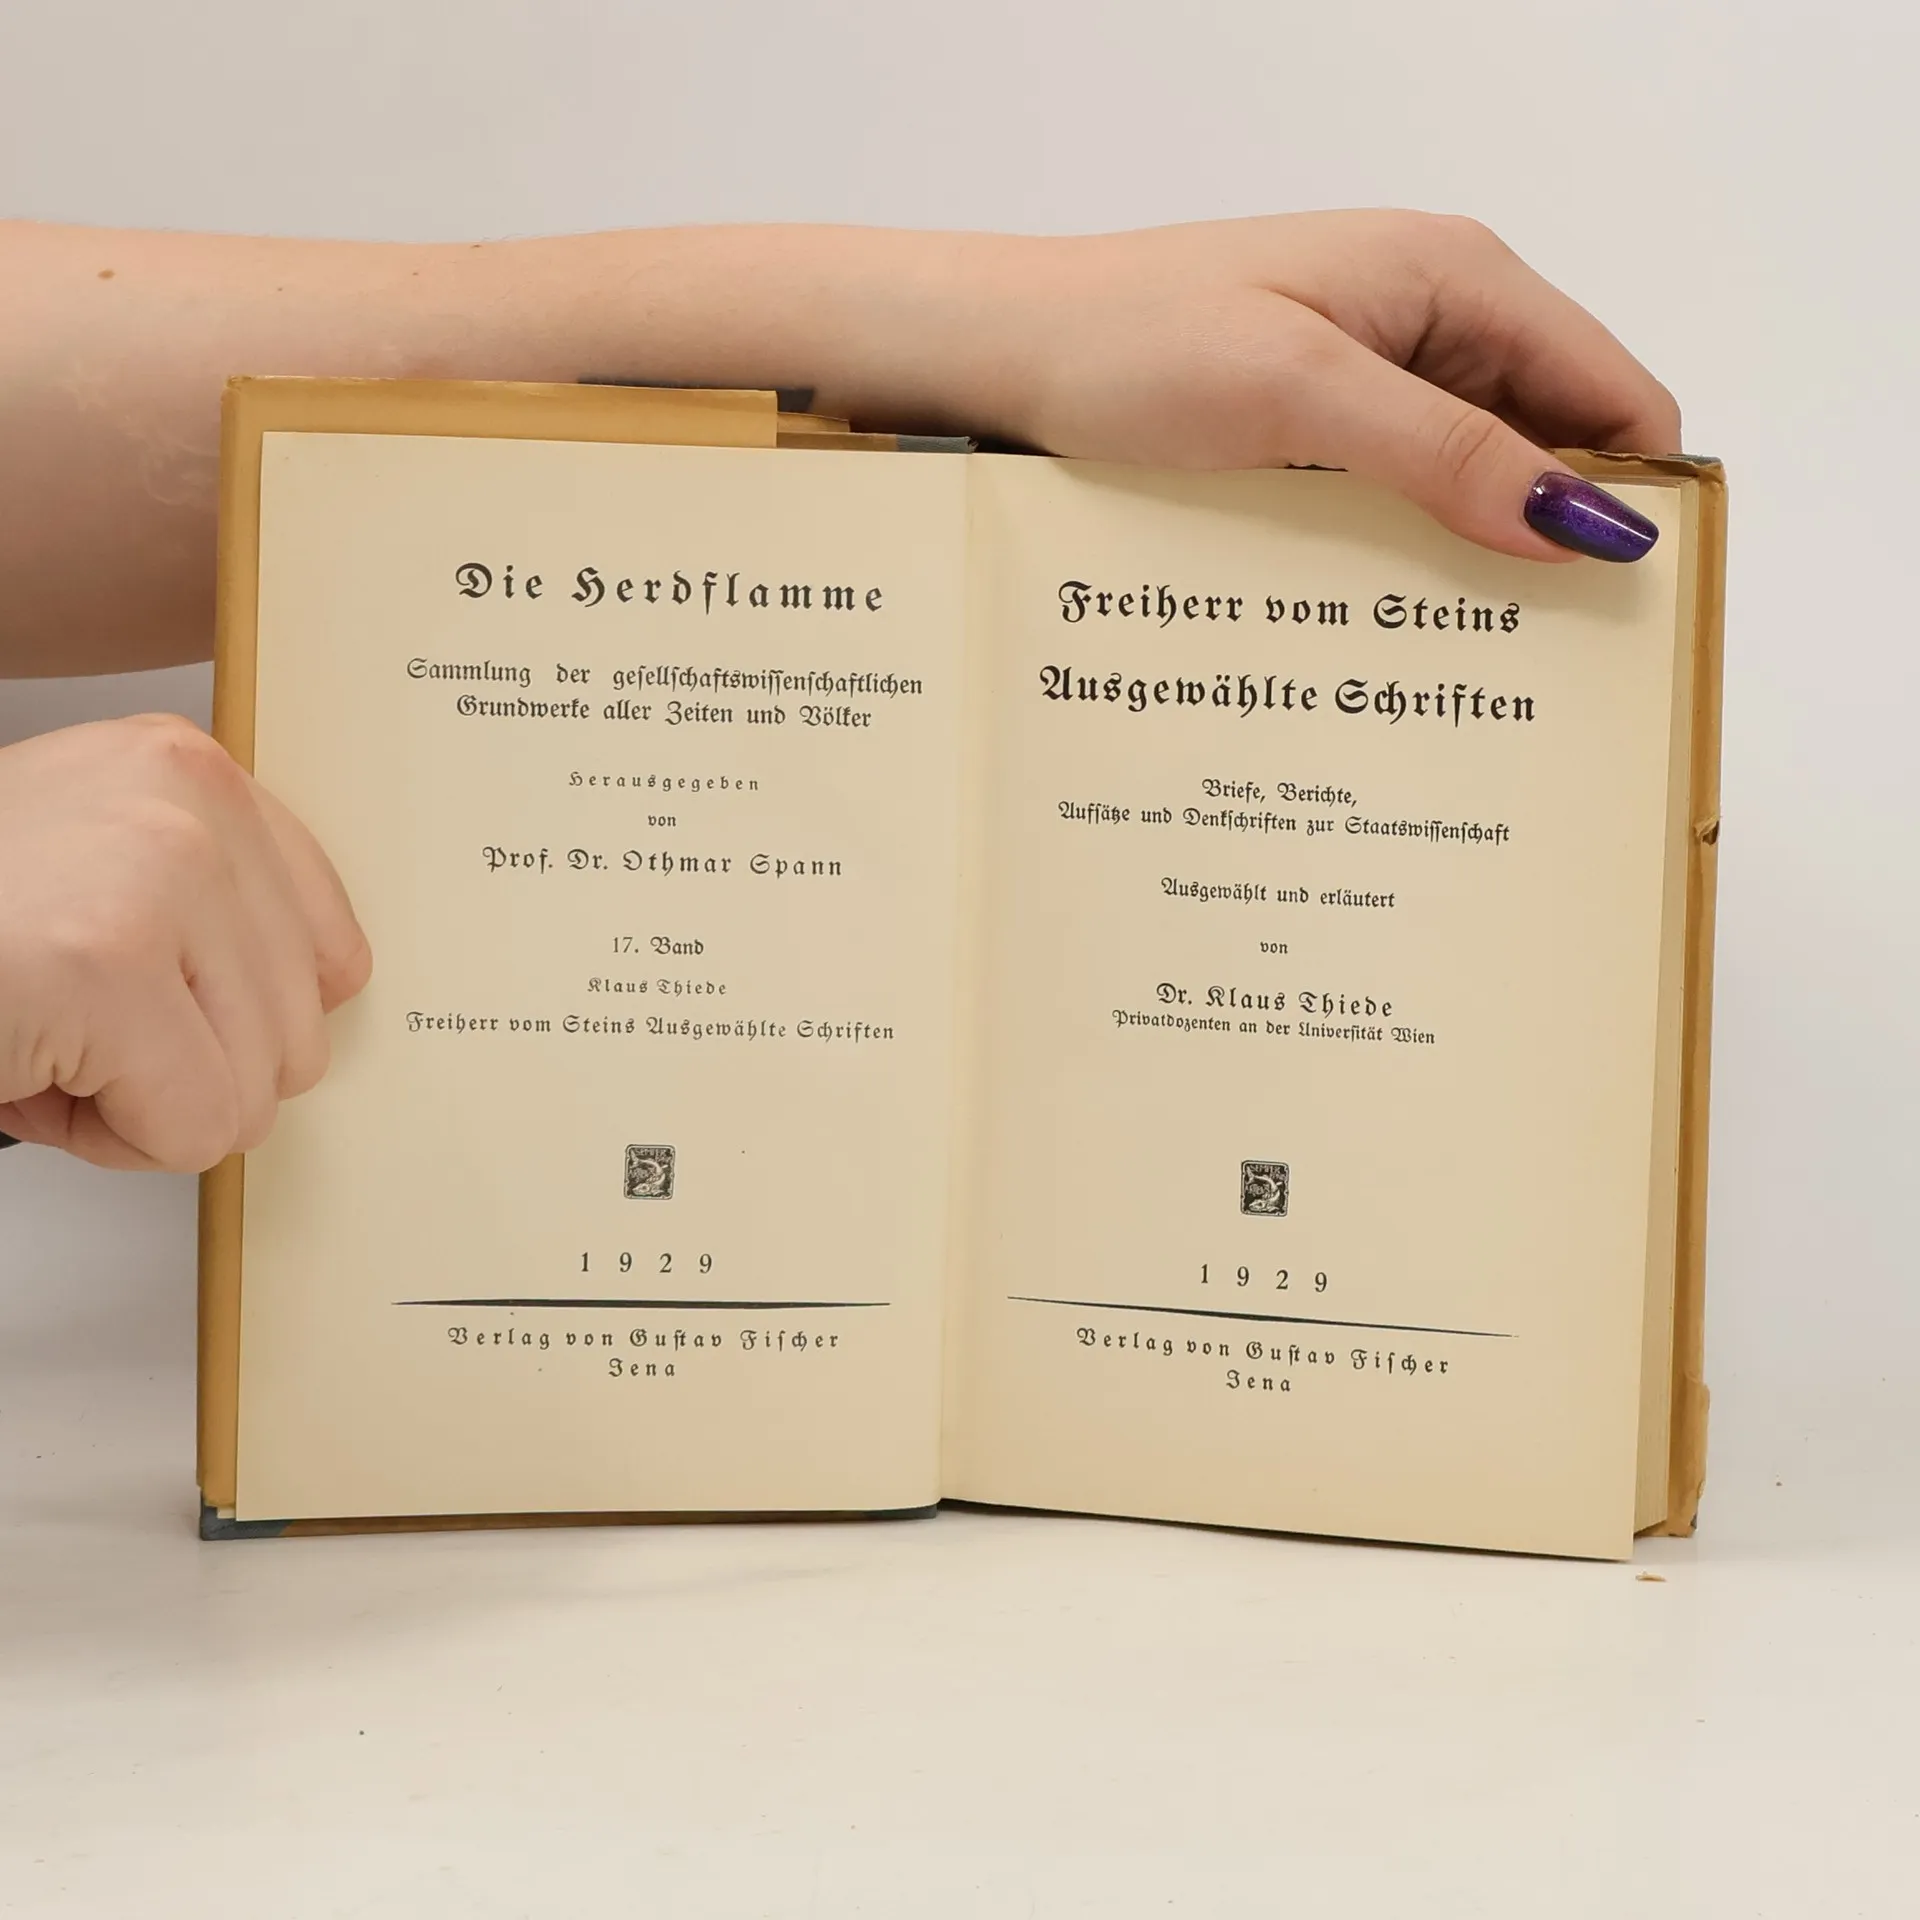 Die Herdflamme
Sammlung der geſellſchaftswiſſenſchaftlichen
Grundwerke aller Zeiten und Völker
Herausgegeben
von
Prof. Dr. Othmar Spann
17. Band
Klaus Thiede
Freiherr vom Steins Ausgewählte Schriften
1929
Verlag von Guſtav Fiſcher
Jena
Freiherr vom Steins
Ausgewählte Schriften
Briefe, Berichte,
Aufſätze und Denkſchriften zur Staatswiſſenſchaft
Ausgewählt und erläutert
von
Dr. Klaus Thiede
Privatdozenten an der Univerſität Wien
1929
Verlag von Guſtav Fiſcher
Jena